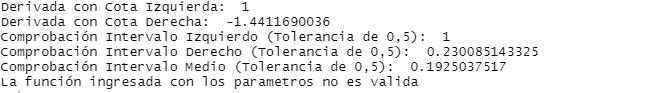 Derivada con Cota Izquierda:  1
Derivada con Cota Derecha:  -1.4411690036
Comprobación Intervalo Izquierdo (Tolerancia de 0,5):  1
Comprobación Intervalo Derecho (Tolerancia de 0,5):  0.230085143325
Comprobación Intervalo Medio (Tolerancia de 0,5):  0.1925037517
La función ingresada con los parametros no es valida